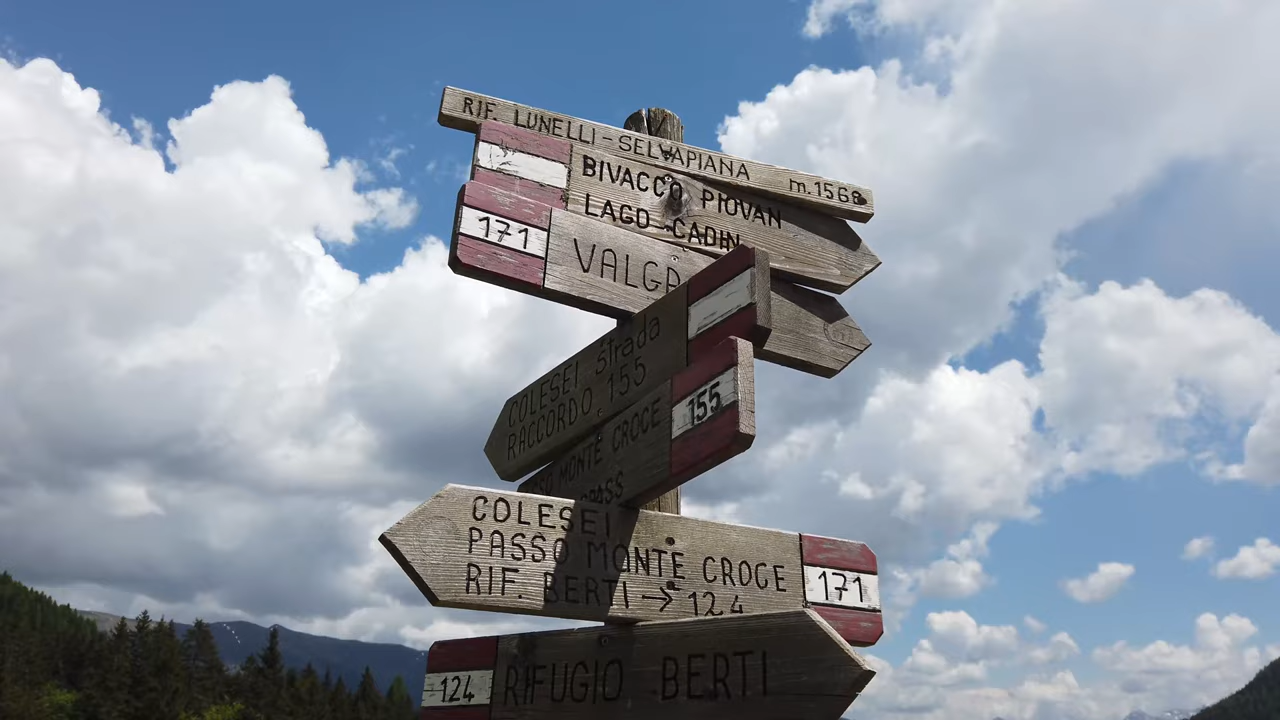 RIF. LUNELLI - SELVAPIANA m.1568
BIVACCO PIOVAN
LAGO CADIN
171
COLESEI Strada
RACCORDO 155
155
MONTE CROCE
COLESEI
PASSO MONTE CROCE
RIF. BERTI → 124
171
124 RIFUGIO BERTI